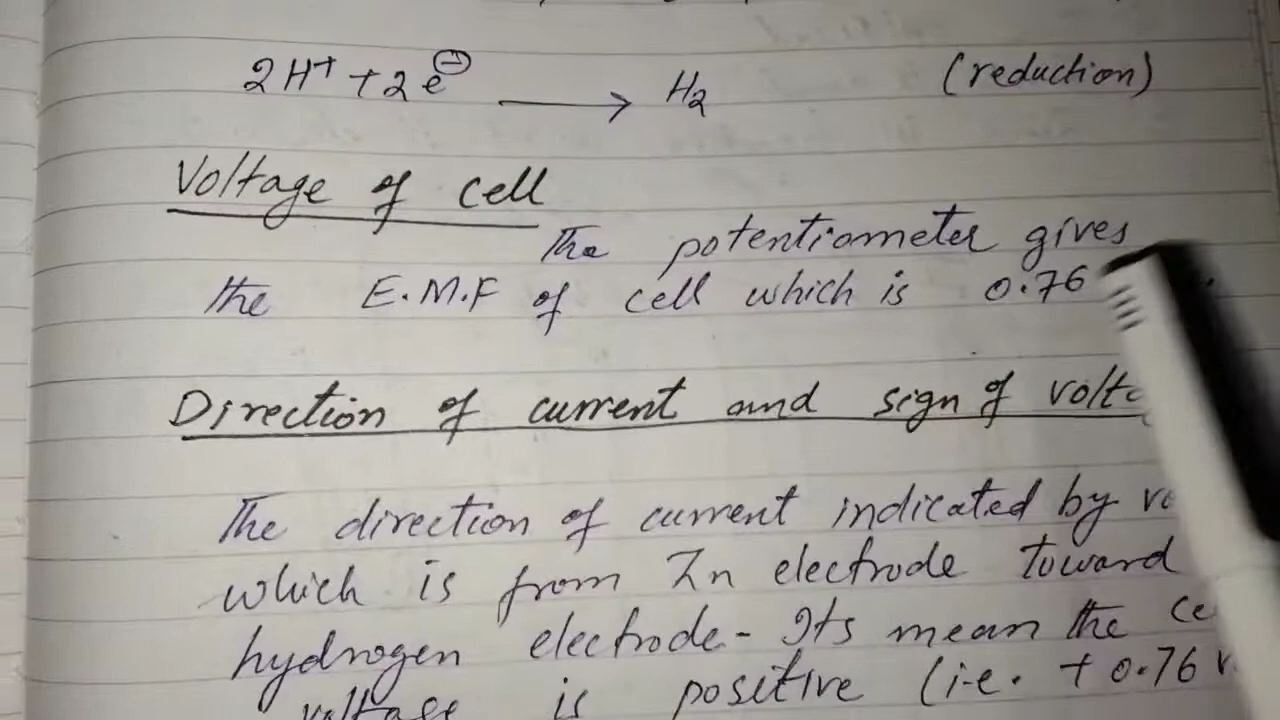 2H⁺ + 2e⁻ ⟶ H₂ (reduction)
Voltage of cell
The potentiometer gives
the E.M.F of cell which is 0.76
Direction of current and sign of
The direction of current indicated by
which is from Zn electrode toward
hydrogen electrode- Its mean the
voltage is positive (i.e. +0.76